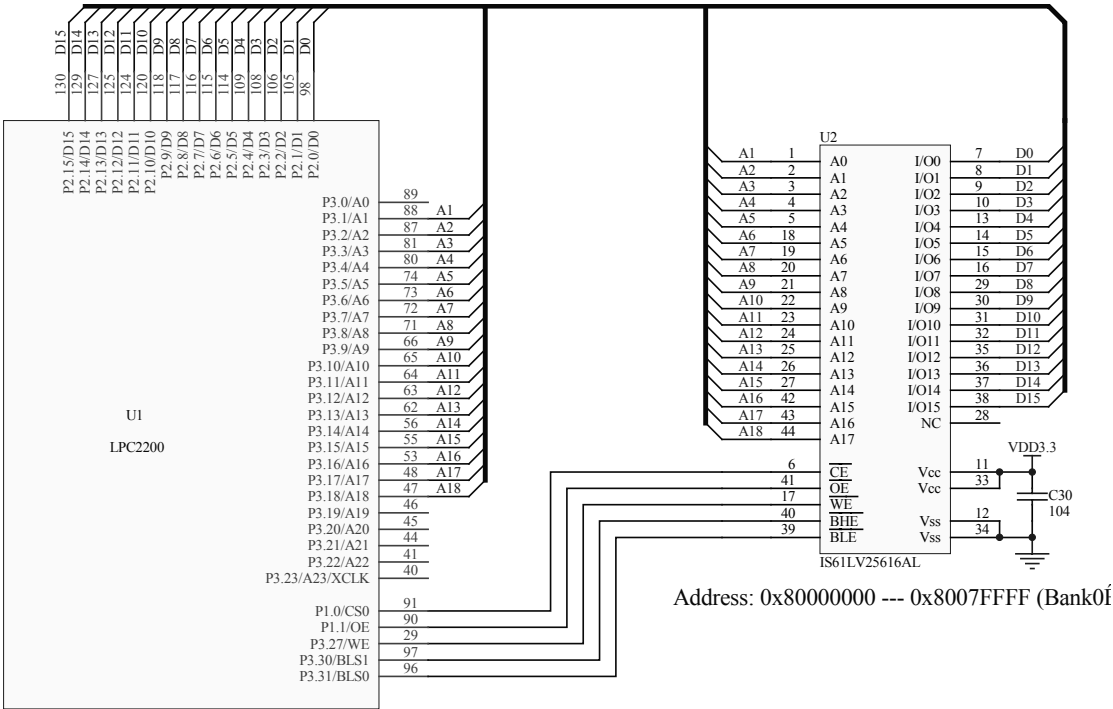 D15 D14 D13 D12 D11 D10 D9 D8 D7 D6 D5 D4 D3 D2 D1 D0
130 129 127 125 124 120 118 117 116 115 114 109 108 106 105 98
P2.15/D15 P2.14/D14 P2.13/D13 P2.12/D12 P2.11/D11 P2.10/D10 P2.9/D9 P2.8/D8 P2.7/D7 P2.6/D6 P2.5/D5 P2.4/D4 P2.3/D3 P2.2/D2 P2.1/D1 P2.0/D0
P3.0/A0 89
P3.1/A1 88 A1
P3.2/A2 87 A2
P3.3/A3 81 A3
P3.4/A4 80 A4
P3.5/A5 74 A5
P3.6/A6 73 A6
P3.7/A7 72 A7
P3.8/A8 71 A8
P3.9/A9 66 A9
P3.10/A10 65 A10
P3.11/A11 64 A11
P3.12/A12 63 A12
P3.13/A13 62 A13
P3.14/A14 56 A14
P3.15/A15 55 A15
P3.16/A16 53 A16
P3.17/A17 48 A17
P3.18/A18 47 A18
P3.19/A19 46
P3.20/A20 45
P3.21/A21 44
P3.22/A22 41
P3.23/A23/XCLK 40
P1.0/CS0 91
P1.1/OE 90
P3.27/WE 29
P3.30/BLS1 97
P3.31/BLS0 96
U1
LPC2200
U2
A1 1 A0 I/O0 7 D0
A2 2 A1 I/O1 8 D1
A3 3 A2 I/O2 9 D2
A4 4 A3 I/O3 10 D3
A5 5 A4 I/O4 13 D4
A6 18 A5 I/O5 14 D5
A7 19 A6 I/O6 15 D6
A8 20 A7 I/O7 16 D7
A9 21 A8 I/O8 29 D8
A10 22 A9 I/O9 30 D9
A11 23 A10 I/O10 31 D10
A12 24 A11 I/O11 32 D11
A13 25 A12 I/O12 35 D12
A14 26 A13 I/O13 36 D13
A15 27 A14 I/O14 37 D14
A16 42 A15 I/O15 38 D15
A17 43 A16 NC 28
A18 44 A17
VDD3.3
6 CE Vcc 11
41 OE Vcc 33
17 WE
40 BHE Vss 12
39 BLE Vss 34
C30
104
IS61LV25616AL
Address: 0x80000000 --- 0x8007FFFF (Bank0